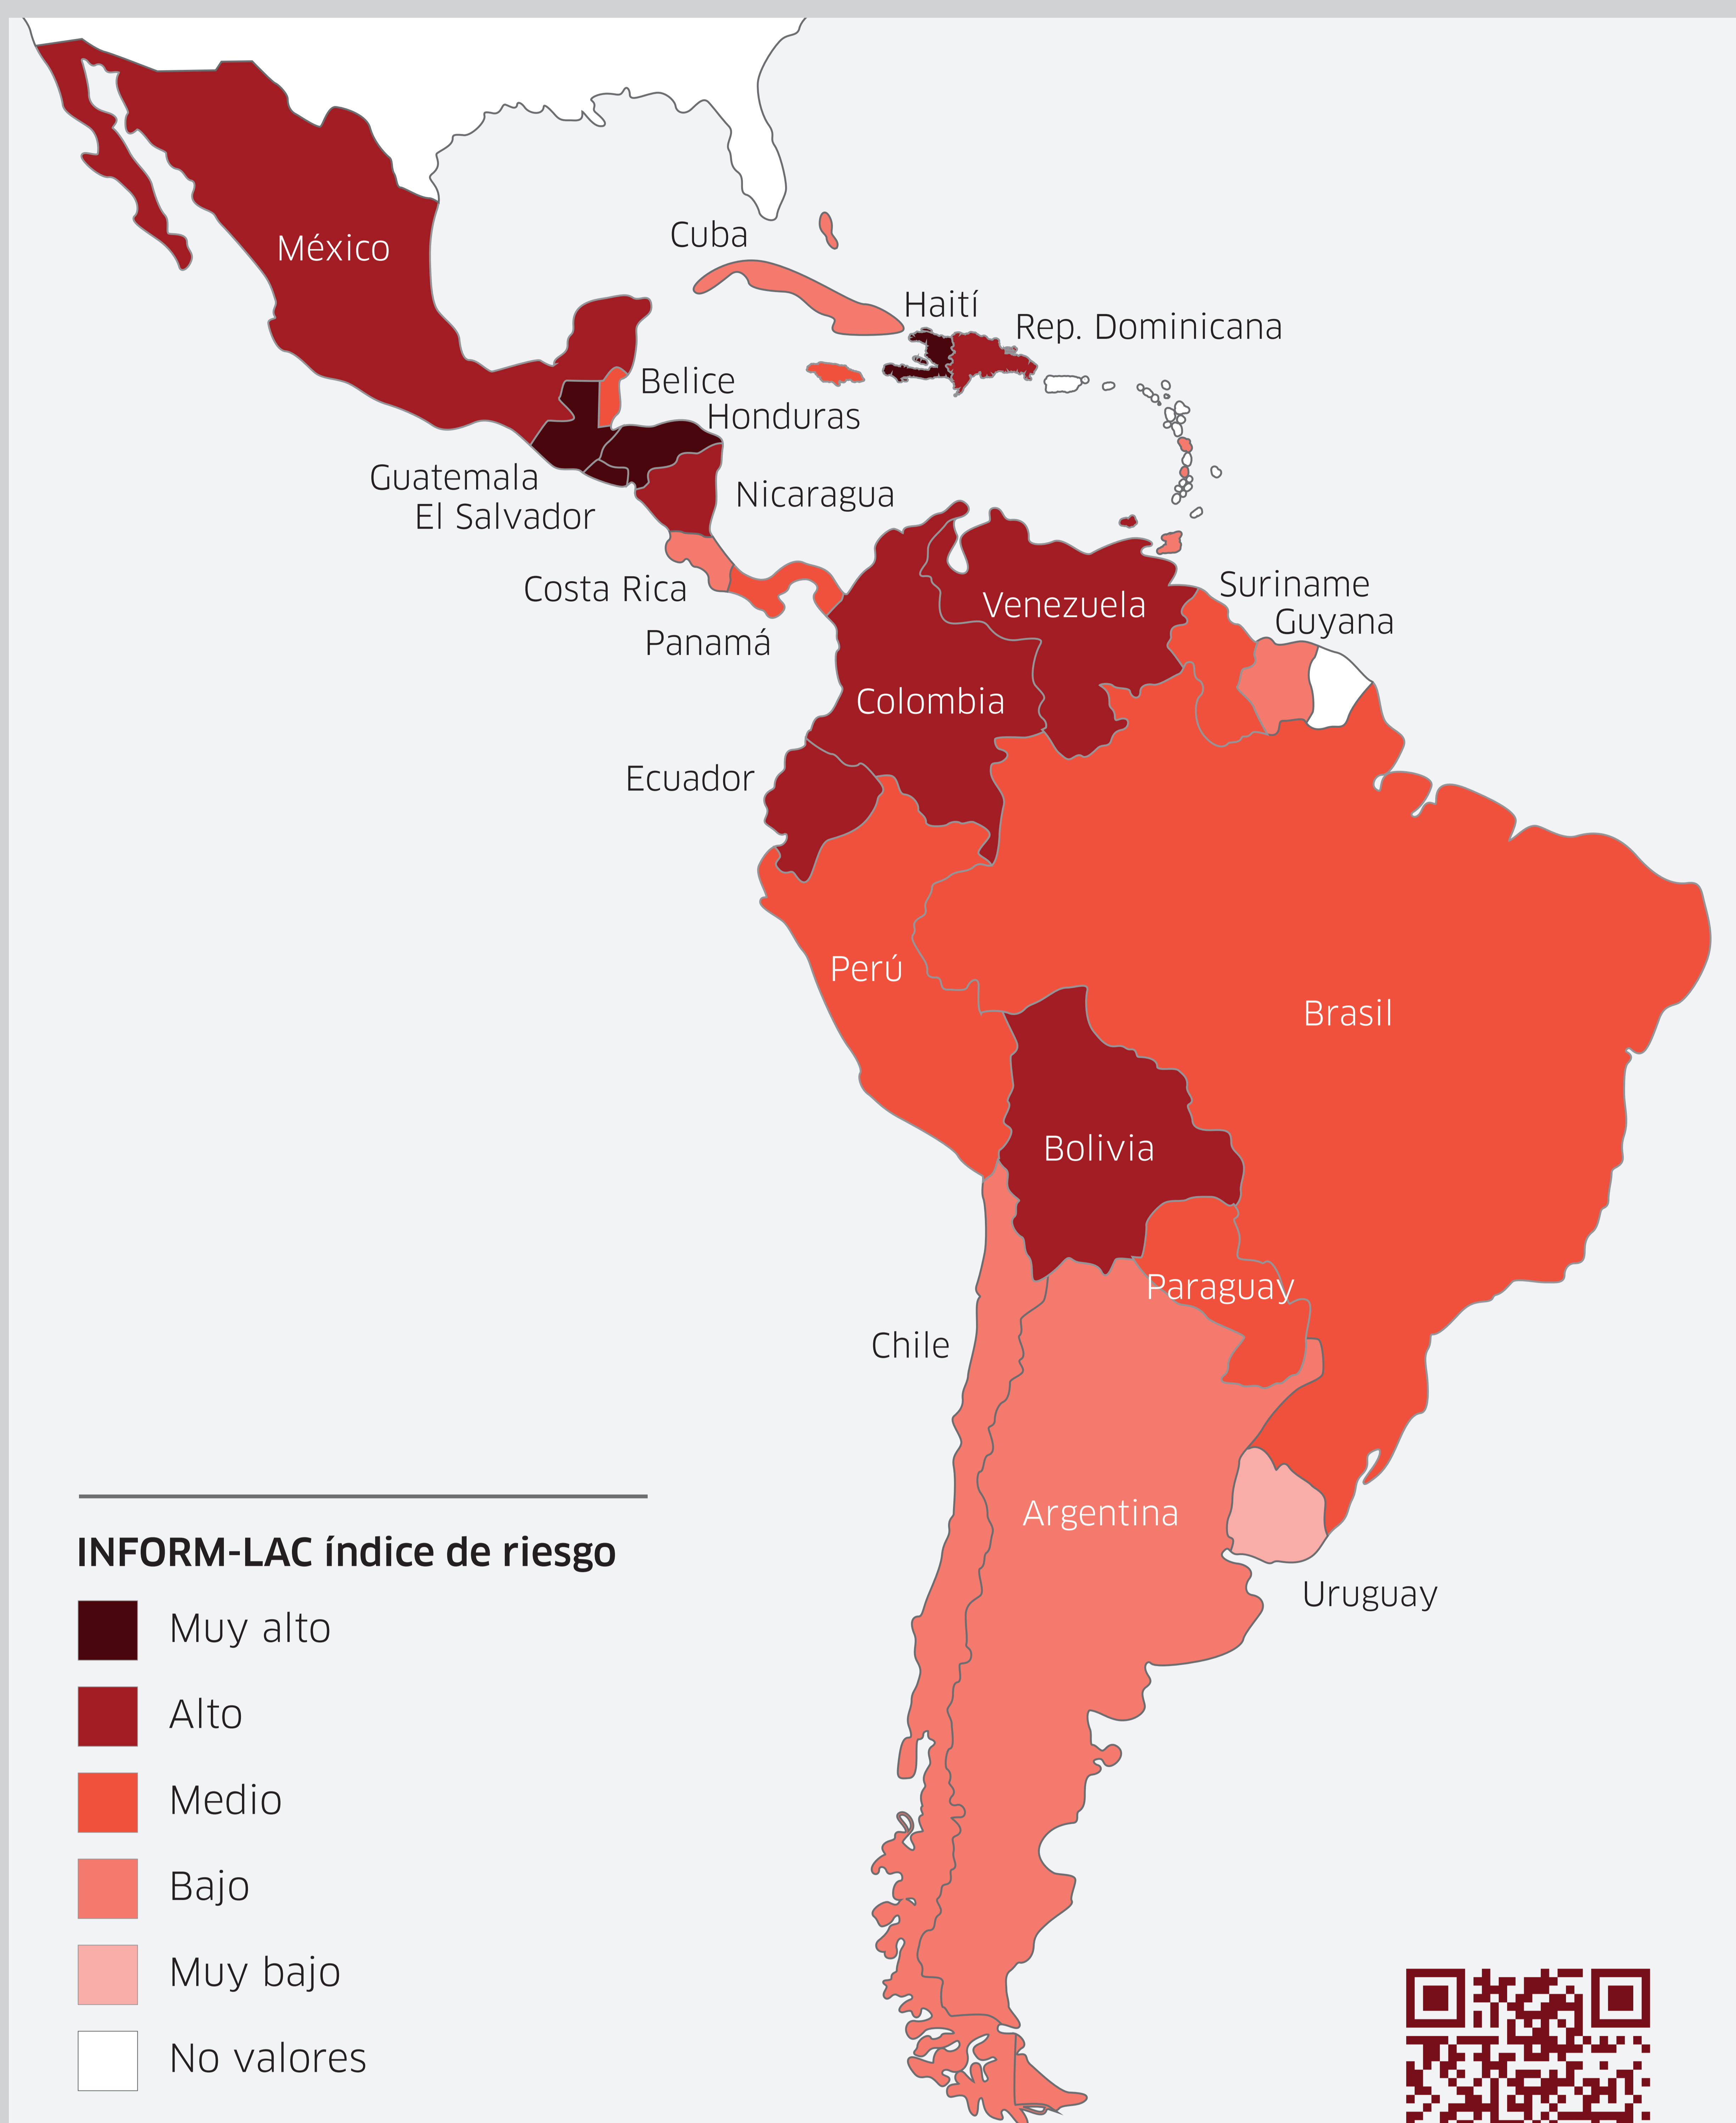 México
Cuba
Haití
Rep. Dominicana
Belice
Honduras
Guatemala
Nicaragua
El Salvador
Costa Rica
Suriname
Venezuela
Guyana
Panamá
Colombia
Ecuador
Perú
Brasil
Bolivia
Paraguay
Chile
Argentina
Uruguay
INFORM-LAC índice de riesgo
Muy alto
Alto
Medio
Bajo
Muy bajo
No valores